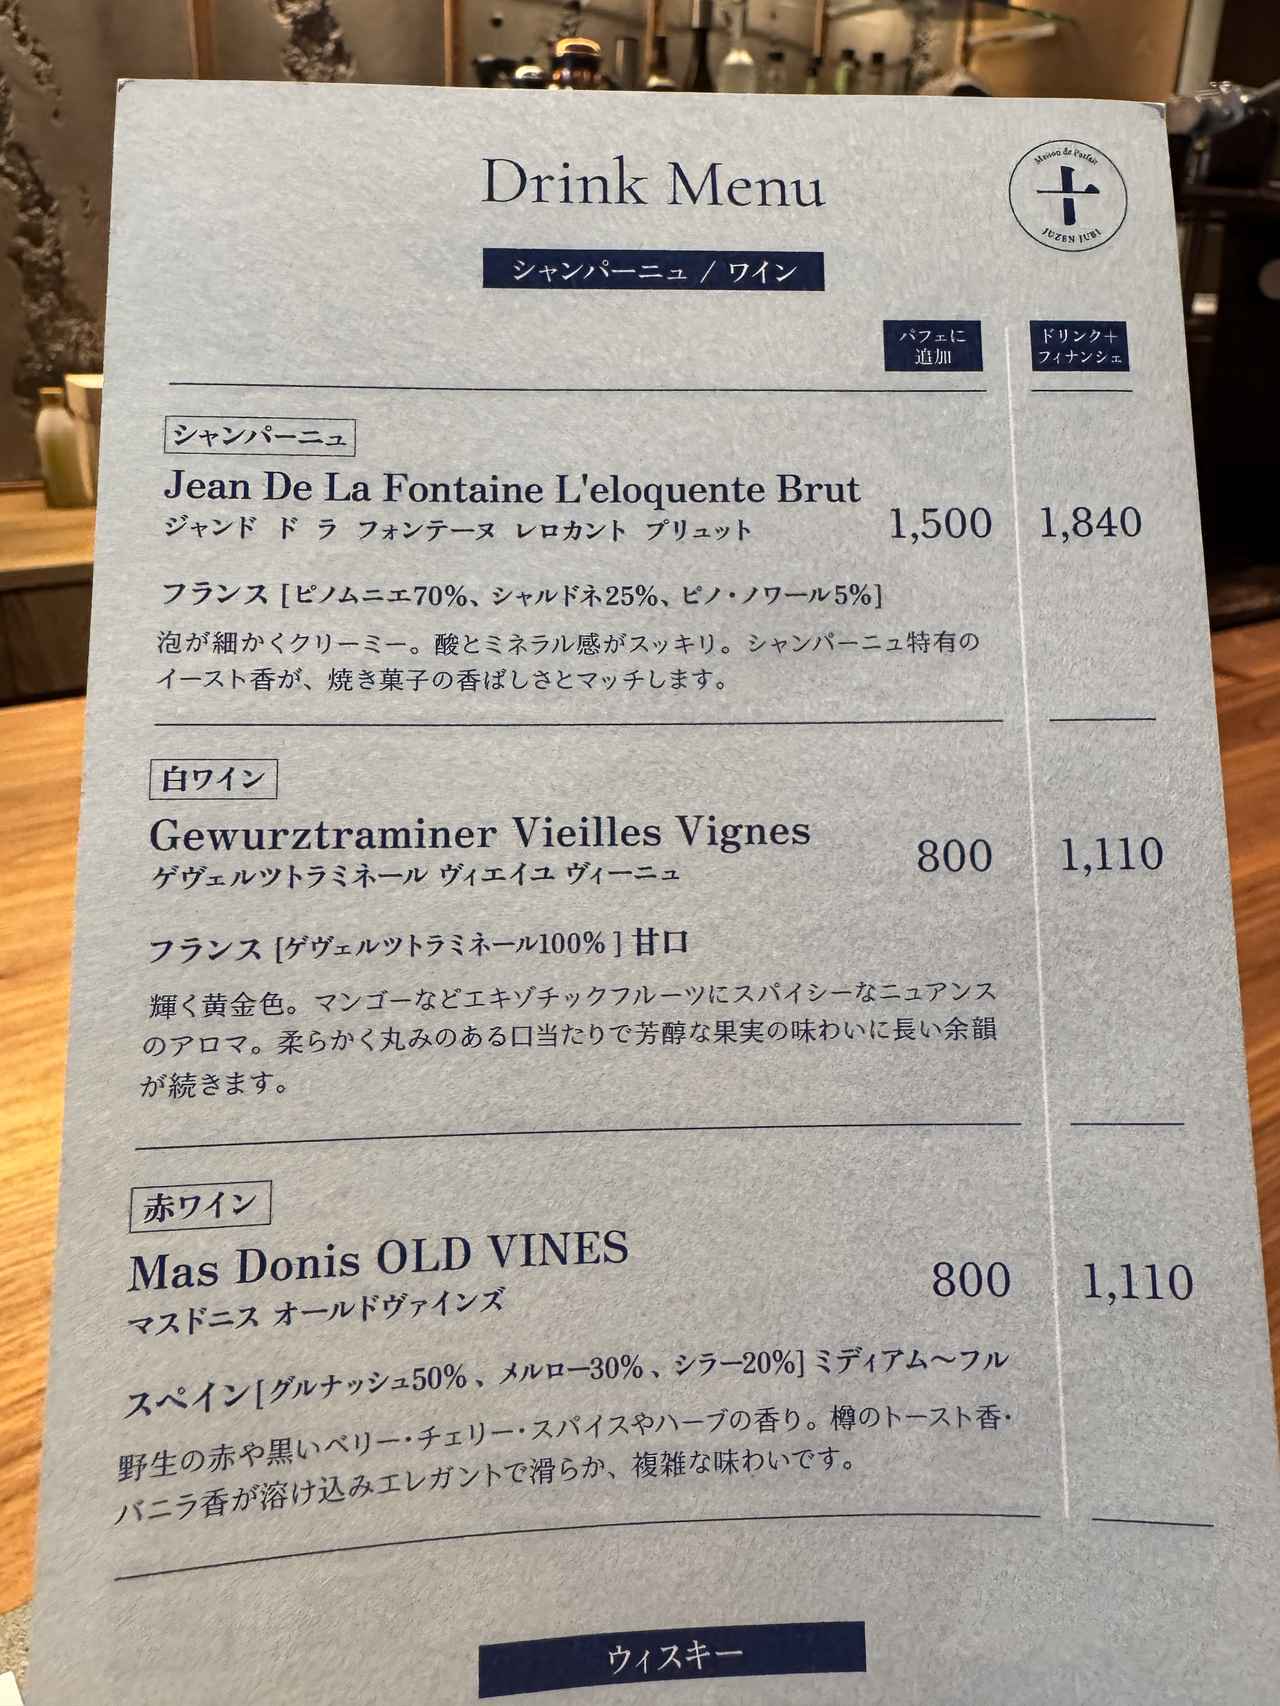 Drink Menu
Maison de Parfait
十
JUZEN JUBI
シャンパーニュ / ワイン
パフェに
追加
ドリンク＋
フィナンシェ
シャンパーニュ
Jean De La Fontaine L'eloquente Brut
ジャンド ド ラ フォンテーヌ レロカント ブリュット
1,500
1,840
フランス [ピノムニエ70%、シャルドネ25%、ピノ・ノワール5%]
泡が細かくクリーミー。酸とミネラル感がスッキリ。シャンパーニュ特有の
イースト香が、焼き菓子の香ばしさとマッチします。
白ワイン
Gewurztraminer Vieilles Vignes
ゲヴェルツトラミネール ヴィエイユ ヴィーニュ
800
1,110
フランス [ゲヴェルツトラミネール100% ] 甘口
輝く黄金色。マンゴーなどエキゾチックフルーツにスパイシーなニュアンス
のアロマ。柔らかく丸みのある口当たりで芳醇な果実の味わいに長い余韻
が続きます。
赤ワイン
Mas Donis OLD VINES
マスドニス オールドヴァインズ
800
1,110
スペイン[グルナッシュ50% 、メルロー30% 、シラー20%] ミディアム〜フル
野生の赤や黒いベリー・チェリー・スパイスやハーブの香り。樽のトースト香・
バニラ香が溶け込みエレガントで滑らか、複雑な味わいです。
ウィスキー